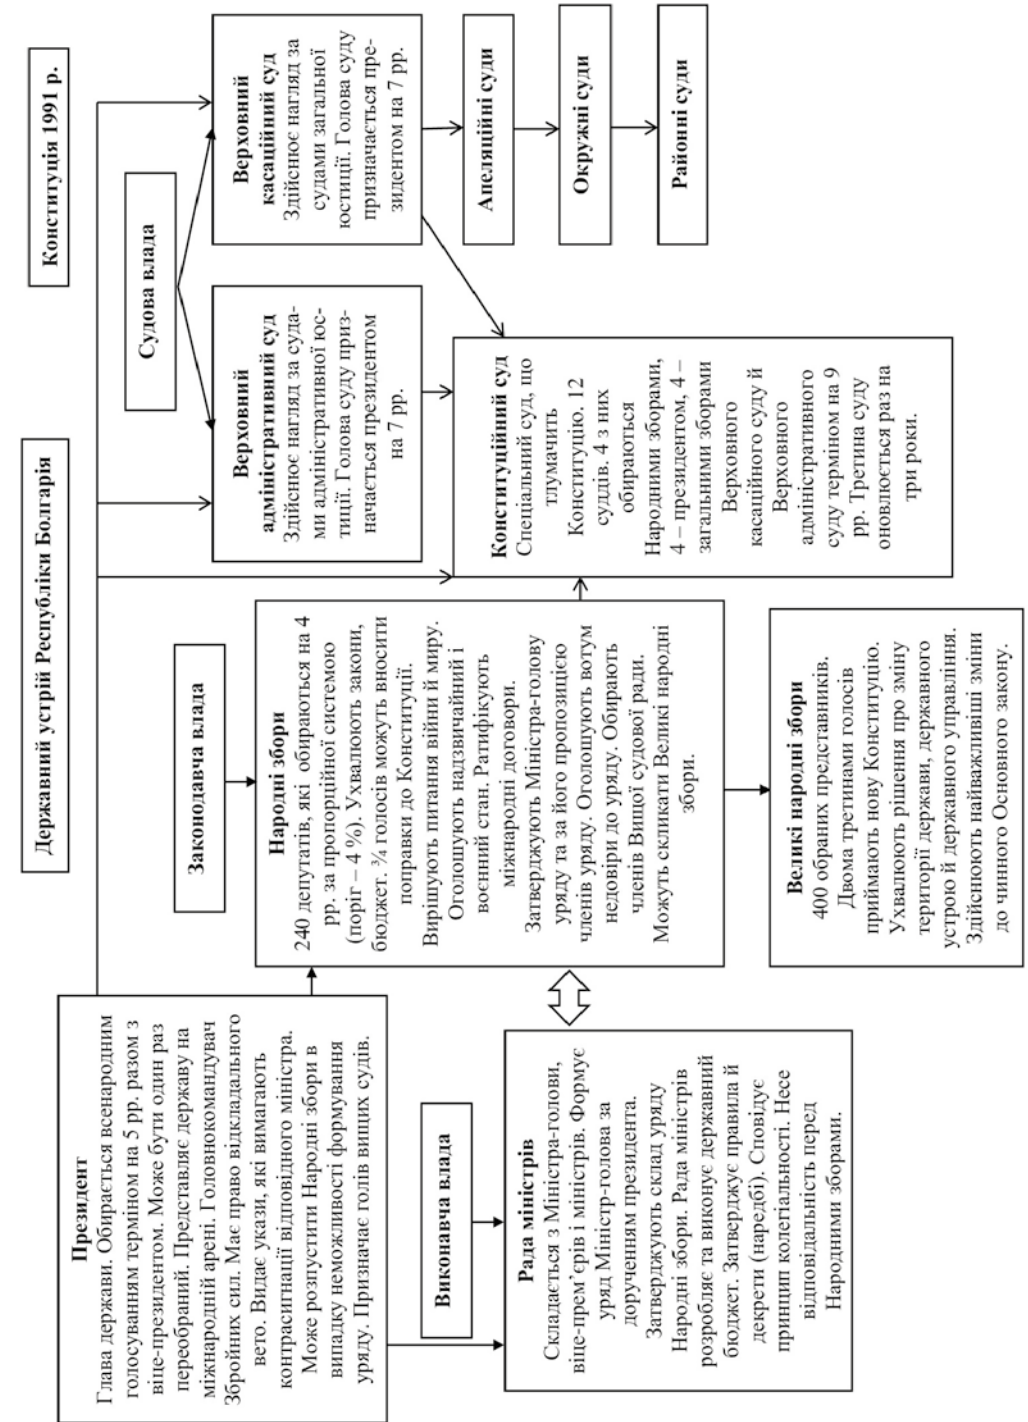 Державний устрій Республіки Болгарія
Конституція 1991 р.
Президент
Глава держави. Обирається всенародним
голосуванням терміном на 5 рр. разом з
віце-президентом. Може бути один раз
переобраний. Представляє державу на
міжнародній арені. Головнокомандувач
Збройних сил. Має право відкладального
вето. Видає укази, які вимагають
контрасигнації відповідного міністра.
Може розпустити Народні збори в
випадку неможливості формування
уряду. Призначає голів вищих судів.
Законодавча влада
Судова влада
Народні збори
240 депутатів, які  обираються на 4
рр. за пропорційної системою
(поріг – 4 %). Ухвалюють закони,
бюджет. ¾ голосів можуть вносити
поправки до Конституції.
Вирішують питання війни й миру.
Оголошують надзвичайний і
воєнний стан. Ратифікують
міжнародні договори.
Затверджують Міністра-голову
уряду та за його пропозицією
членів уряду. Оголошують вотум
недовіри до уряду. Обирають
членів Вищої судової ради.
Можуть скликати Великі народні
збори.
Верховний
адміністративний суд
Здійснює нагляд за суда-
ми адміністративної юс-
тиції. Голова суду приз-
начається президентом
на 7 рр.
Верховний
касаційний суд
Здійснює нагляд за
судами загальної
юстиції. Голова суду
призначається пре-
зидентом на 7 рр.
Виконавча влада
Рада міністрів
Складається з Міністра-голови,
віце-прем’єрів і міністрів. Формує
уряд Міністр-голова за
дорученням президента.
Затверджують склад уряду
Народні збори. Рада міністрів
розробляє та виконує державний
бюджет. Затверджує правила й
декрети (наредбі). Сповідує
принцип колегіальності. Несе
відповідальність перед
Народними зборами.
Конституційний суд
Спеціальний суд, що
тлумачить
Конституцію. 12
суддів. 4 з них
обираються
Народними зборами,
4 – президентом, 4 –
загальними зборами
Верховного
касаційного суду й
Верховного
адміністративного
суду терміном на 9
рр. Третина суду
оновлюється раз на
три роки.
Апеляційні суди
Окружні суди
Районні суди
Великі народні збори
400 обраних представників.
Двома третинами голосів
приймають нову Конституцію.
Ухвалюють рішення про зміну
території держави, державного
устрою й державного управління.
Здійснюють найважливіші зміни
до чинного Основного закону.